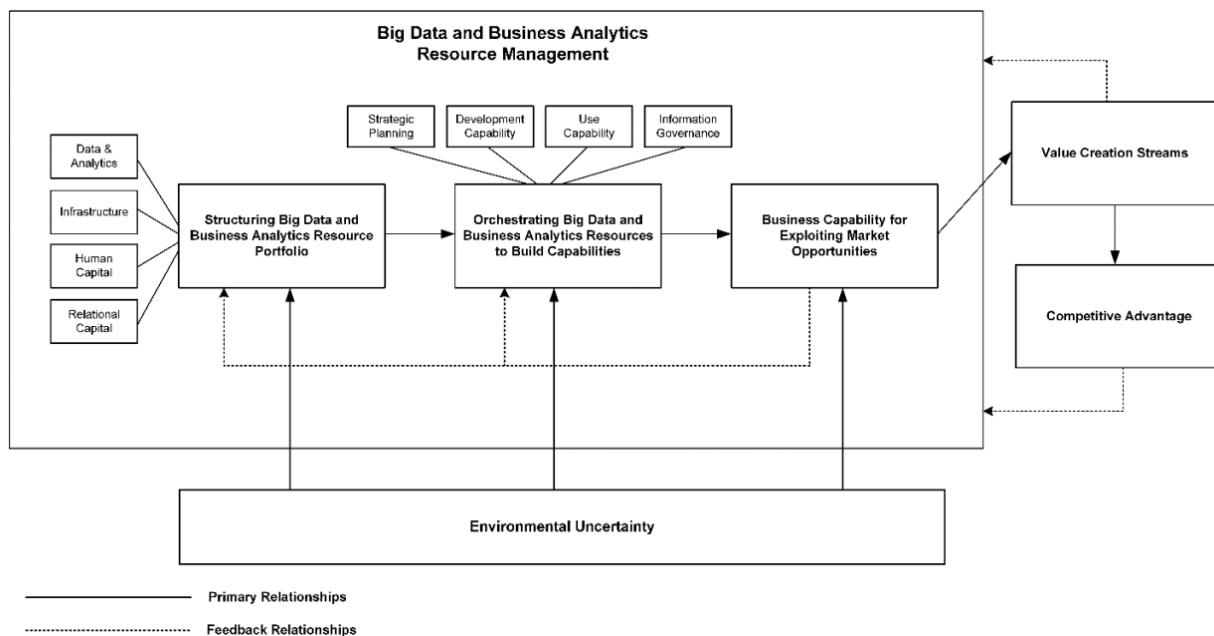 Big Data and Business Analytics
Resource Management
Strategic
Planning
Development
Capability
Use
Capability
Information
Governance
Data &
Analytics
Infrastructure
Human
Capital
Relational
Capital
Structuring Big Data and
Business Analytics Resource
Portfolio
Orchestrating Big Data and
Business Analytics Resources
to Build Capabilities
Business Capability for
Exploiting Market
Opportunities
Value Creation Streams
Competitive Advantage
Environmental Uncertainty
Primary Relationships
Feedback Relationships